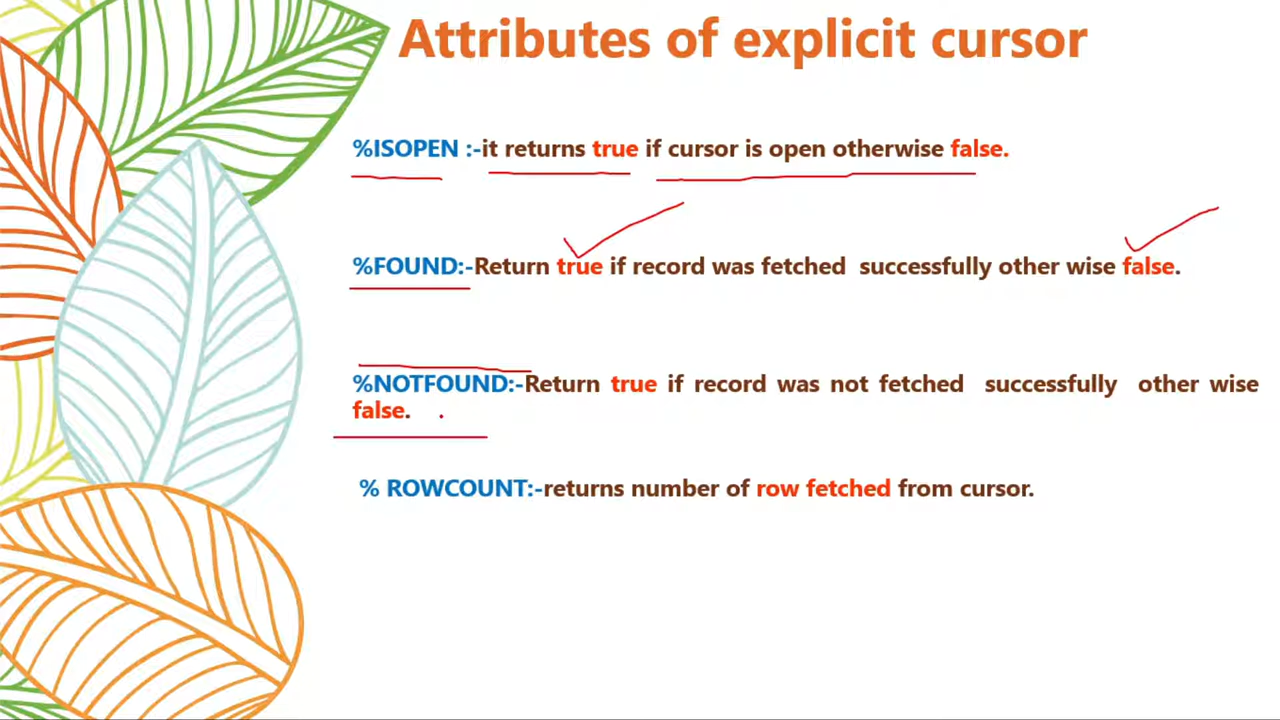 Attributes of explicit cursor
%ISOPEN :-it returns true if cursor is open otherwise false.
%FOUND:-Return true if record was fetched successfully other wise false.
%NOTFOUND:-Return true if record was not fetched successfully other wise
false.
% ROWCOUNT:-returns number of row fetched from cursor.